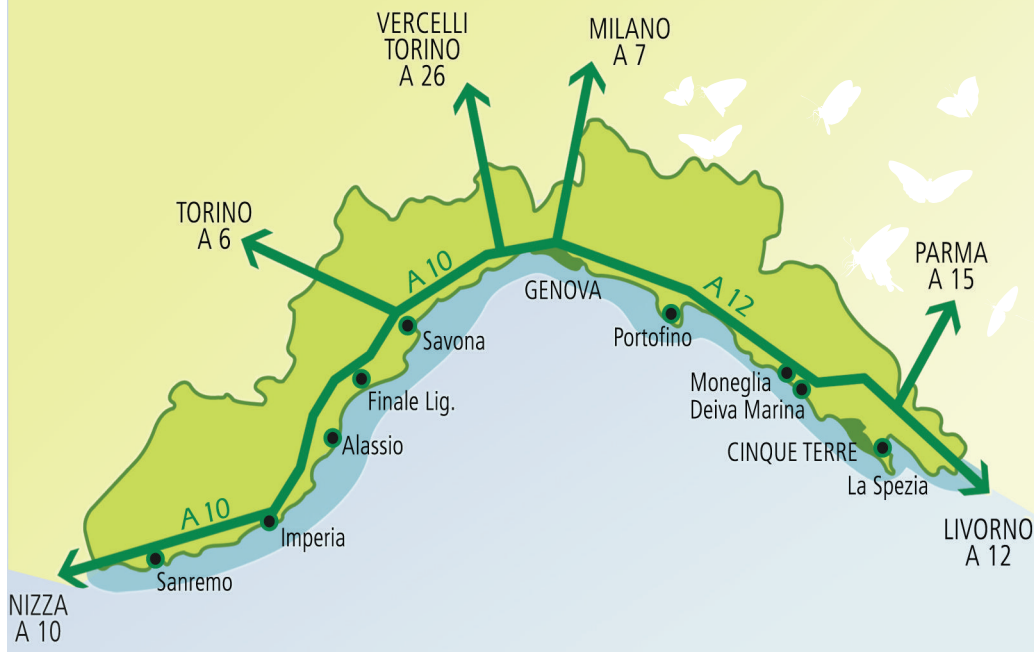 VERCELLI
TORINO
A 26
MILANO
A 7
TORINO
A 6
PARMA
A 15
A 10
A 12
GENOVA
Portofino
Savona
Moneglia
Deiva Marina
Finale Lig.
Alassio
CINQUE TERRE
La Spezia
A 10
Imperia
LIVORNO
A 12
Sanremo
NIZZA
A 10